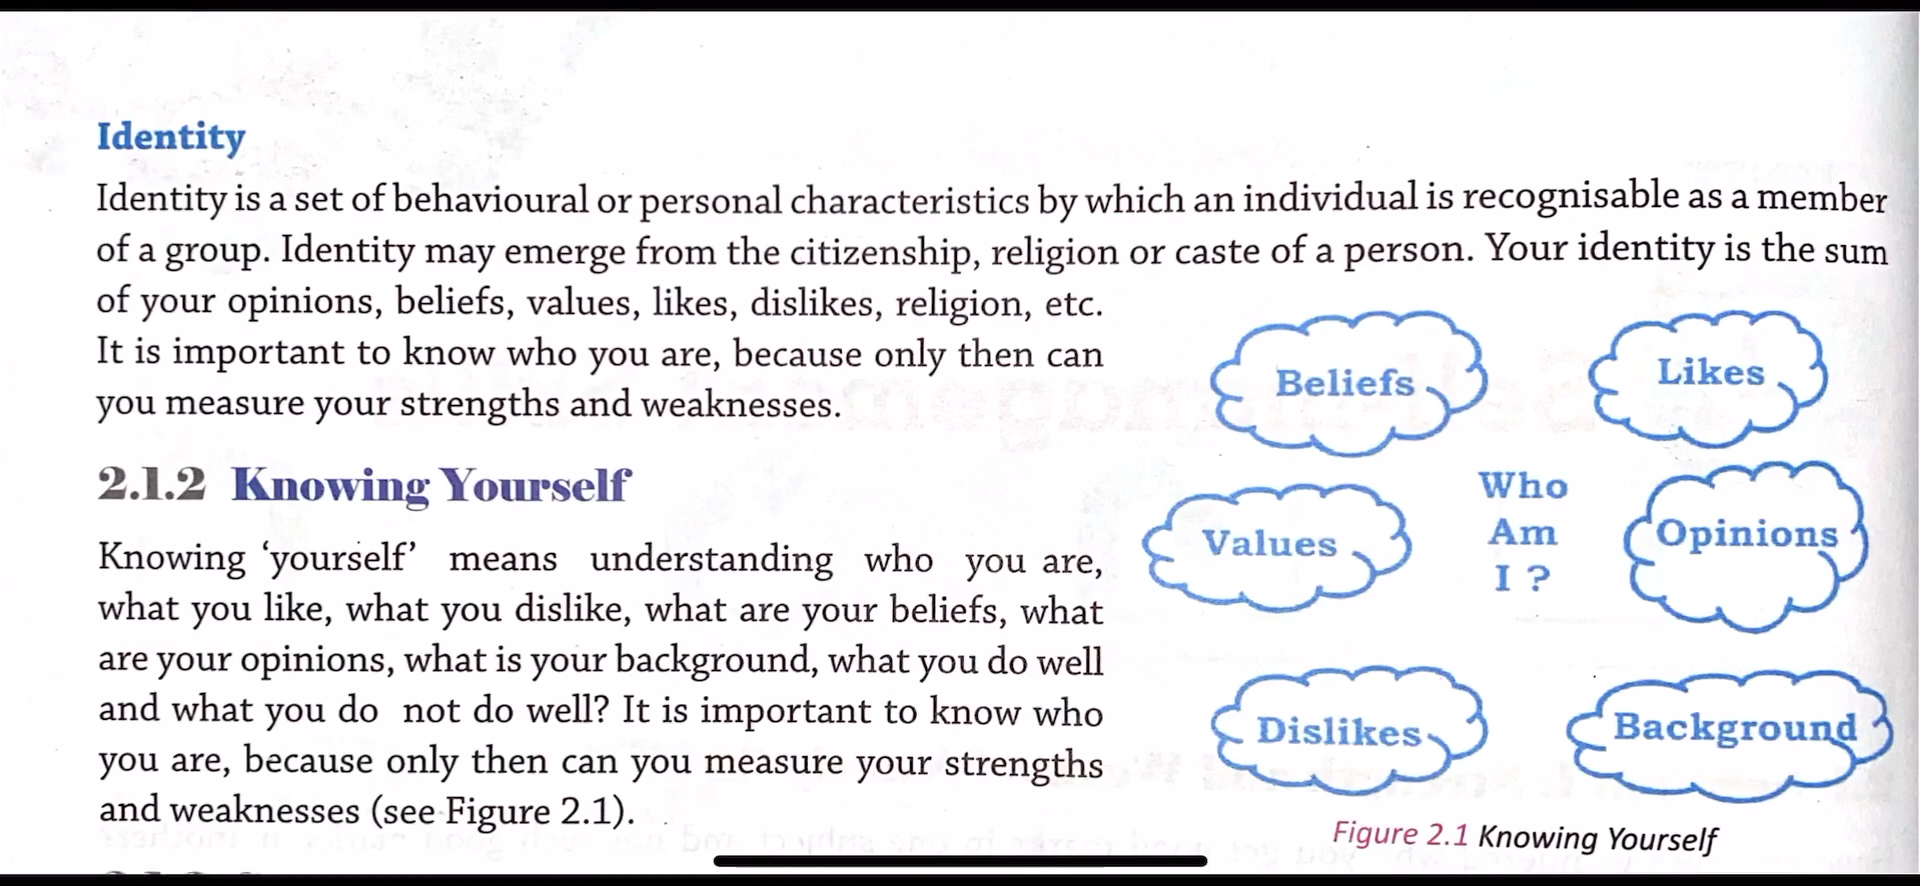 Identity
Identity is a set of behavioural or personal characteristics by which an individual is recognisable as a member
of a group. Identity may emerge from the citizenship, religion or caste of a person. Your identity is the sum
of your opinions, beliefs, values, likes, dislikes, religion, etc.
It is important to know who you are, because only then can
you measure your strengths and weaknesses.
2.1.2 Knowing Yourself
Knowing ‘yourself’ means understanding who you are,
what you like, what you dislike, what are your beliefs, what
are your opinions, what is your background, what you do well
and what you do not do well? It is important to know who
you are, because only then can you measure your strengths
and weaknesses (see Figure 2.1).
Beliefs
Likes
Values
Who
Am
I ?
Opinions
Dislikes
Background
Figure 2.1 Knowing Yourself